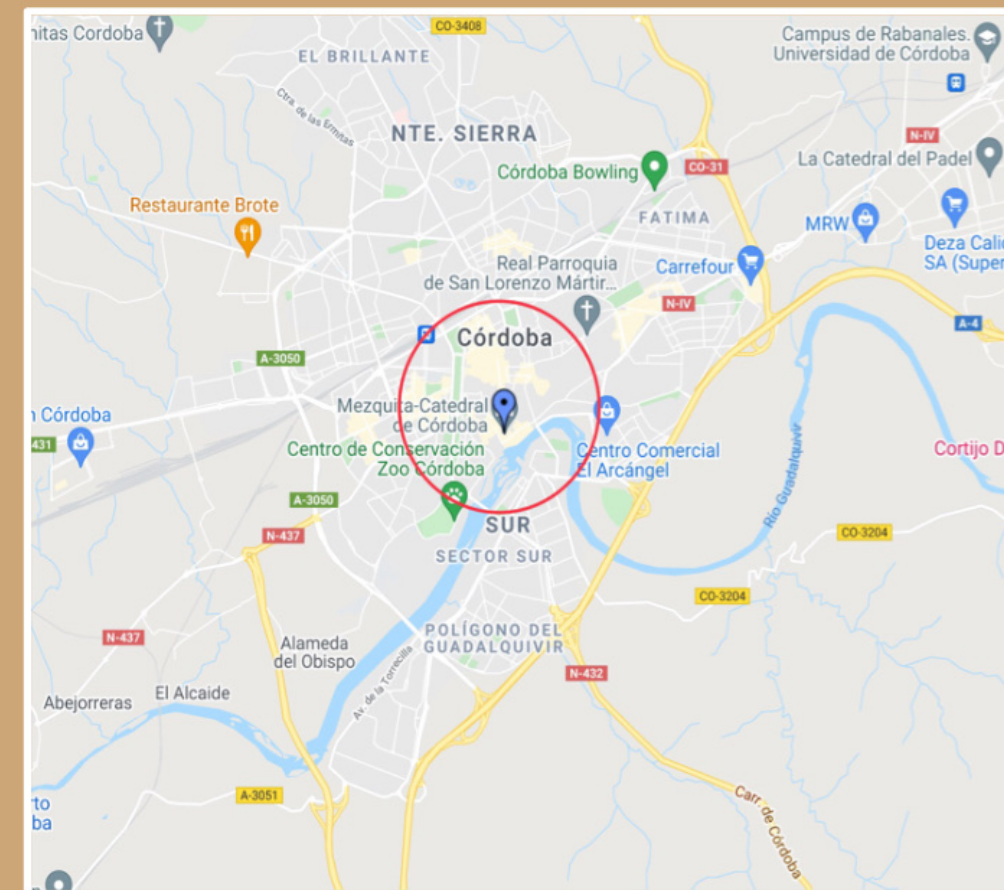 CO-3408
nitas Cordoba
Campus de Rabanales.
Universidad de Córdoba
EL BRILLANTE
Ctra. de las Ermitas
NTE. SIERRA
N-IV
La Catedral del Padel
Córdoba Bowling
CO-31
Restaurante Brote
FATIMA
MRW
Deza Calid
SA (Super
Real Parroquia
de San Lorenzo Mártir...
Carrefour
N-IV
A-4
Córdoba
A-3050
Mezquita-Catedral
de Córdoba
n Córdoba
431
Centro de Conservación
Zoo Córdoba
Centro Comercial
El Arcángel
Cortijo D
Río Guadalquivir
A-3050
SUR
N-437
CO-3204
SECTOR SUR
CO-3204
N-437
Alameda
del Obispo
POLÍGONO DEL
GUADALQUIVIR
N-432
Av. de la Torrecilla
El Alcaide
Abejorreras
A-3051
rto
ba
Carr. de Córdoba